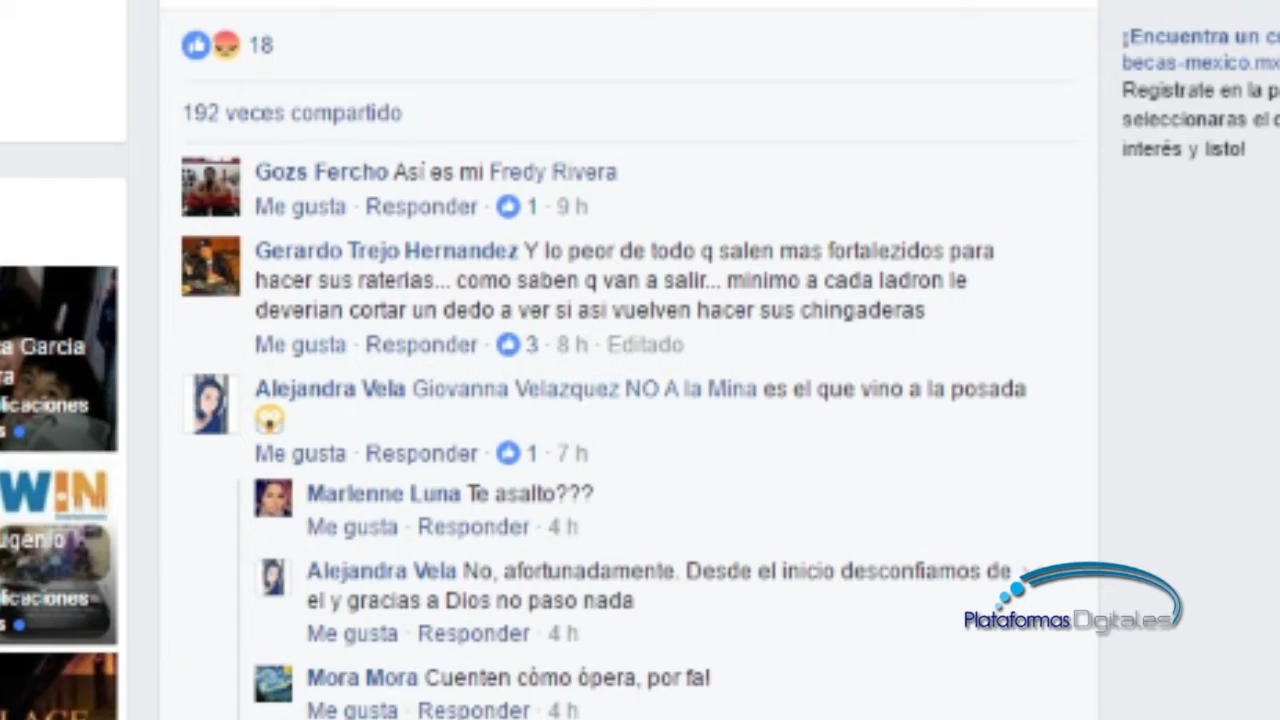 18
192 veces compartido
Gozs Fercho Así es mi Fredy Rivera
Me gusta · Responder · 1 · 9 h
Gerardo Trejo Hernandez Y lo peor de todo q salen mas fortalezidos para
hacer sus raterias... como saben q van a salir... minimo a cada ladron le
deverian cortar un dedo a ver si asi vuelven hacer sus chingaderas
Me gusta · Responder · 3 · 8 h · Editado
Alejandra Vela Giovanna Velazquez NO A la Mina es el que vino a la posada
Me gusta · Responder · 1 · 7 h
Marlenne Luna Te asalto???
Me gusta · Responder · 4 h
Alejandra Vela No, afortunadamente. Desde el inicio desconfiamos de
el y gracias a Dios no paso nada
Me gusta · Responder · 4 h
Mora Mora Cuenten cómo ópera, por fa!
Me gusta · Responder · 4 h
¡Encuentra un
becas-mexico.mx
Registrate en la
seleccionaras el
interés y listo!
a Garcia
ra
licaciones
s
WIN
ugenio
licaciones
s
LACE
Plataformas Digitales